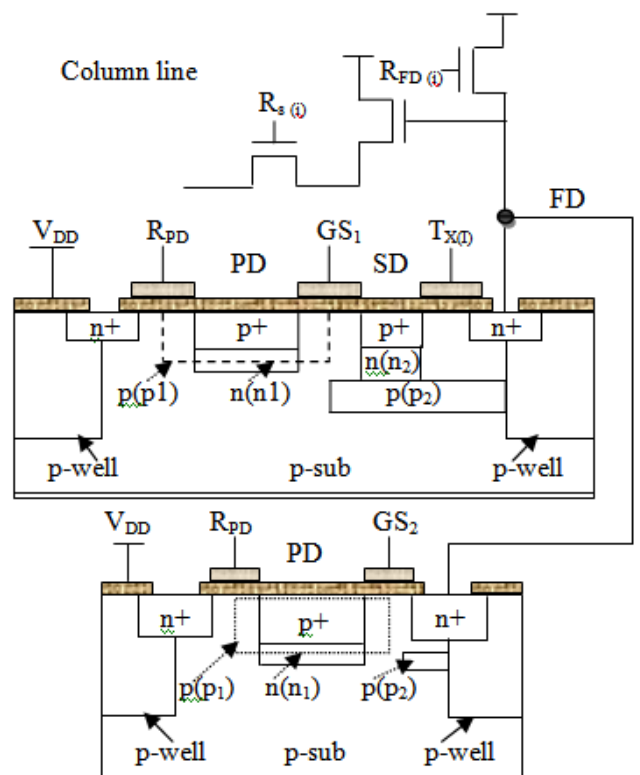 Column line
R_FD (i)
R_s (i)
FD
V_DD R_PD PD GS_1 SD T_X(I)
n+ p+ p+ n+
n(n_2)
p(p1) n(n1) p(p_2)
p-well p-sub p-well
V_DD R_PD PD GS_2
n+ p+ n+
p(p_1) n(n_1) p(p_2)
p-well p-sub p-well